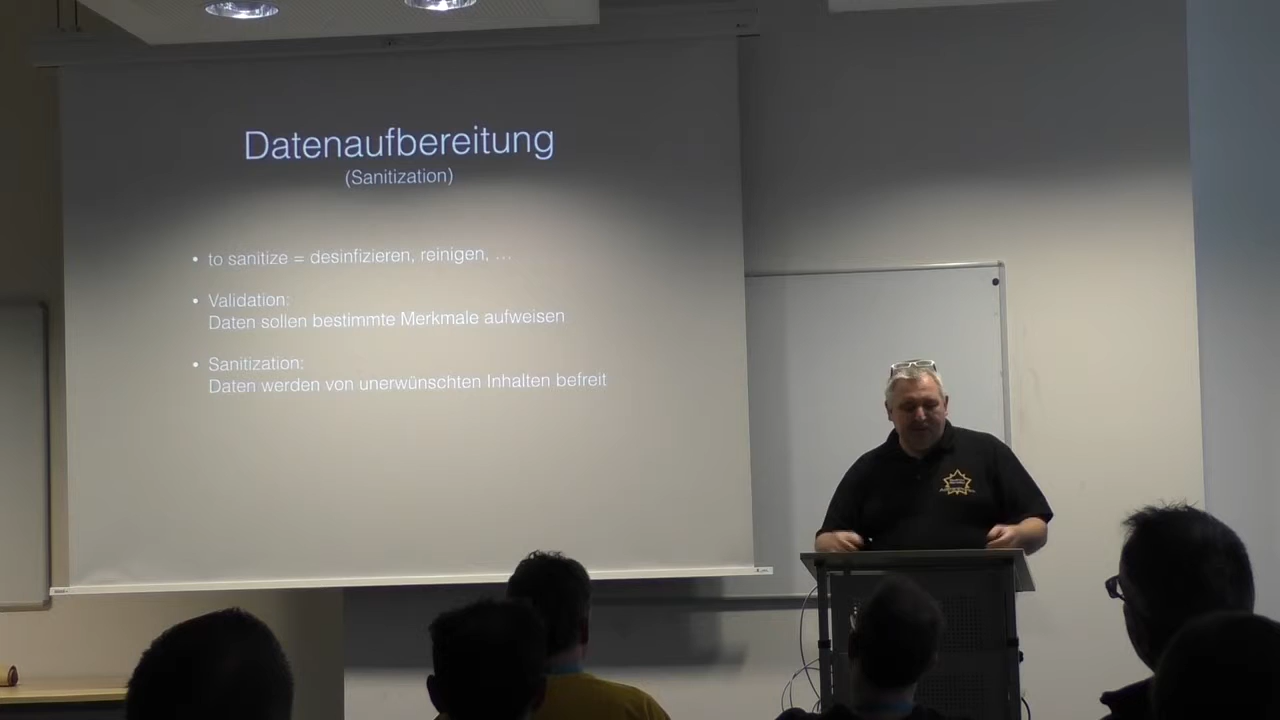 Datenaufbereitung
(Sanitization)
• to sanitize = desinfizieren, reinigen, …
• Validation:
Daten sollen bestimmte Merkmale aufweisen
• Sanitization:
Daten werden von unerwünschten Inhalten befreit